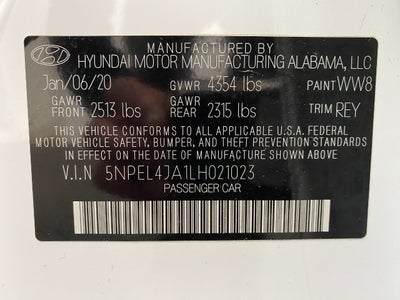 MANUFACTURED BY
HYUNDAI MOTOR MANUFACTURING ALABAMA, LLC
Jan/06/20 GVWR 4354 lbs PAINT WW8
GAWR FRONT 2513 lbs GAWR REAR 2315 lbs TRIM REY
THIS VEHICLE CONFORMS TO ALL APPLICABLE U.S.A FEDERAL
MOTOR VEHICLE SAFETY, BUMPER, AND THEFT PREVENTION
STANDARDS IN EFFECT ON THE DATE OF MANUFACTURE SHOWN ABOVE.
V.I.N 5NPEL4JA1LH021023
PASSENGER CAR